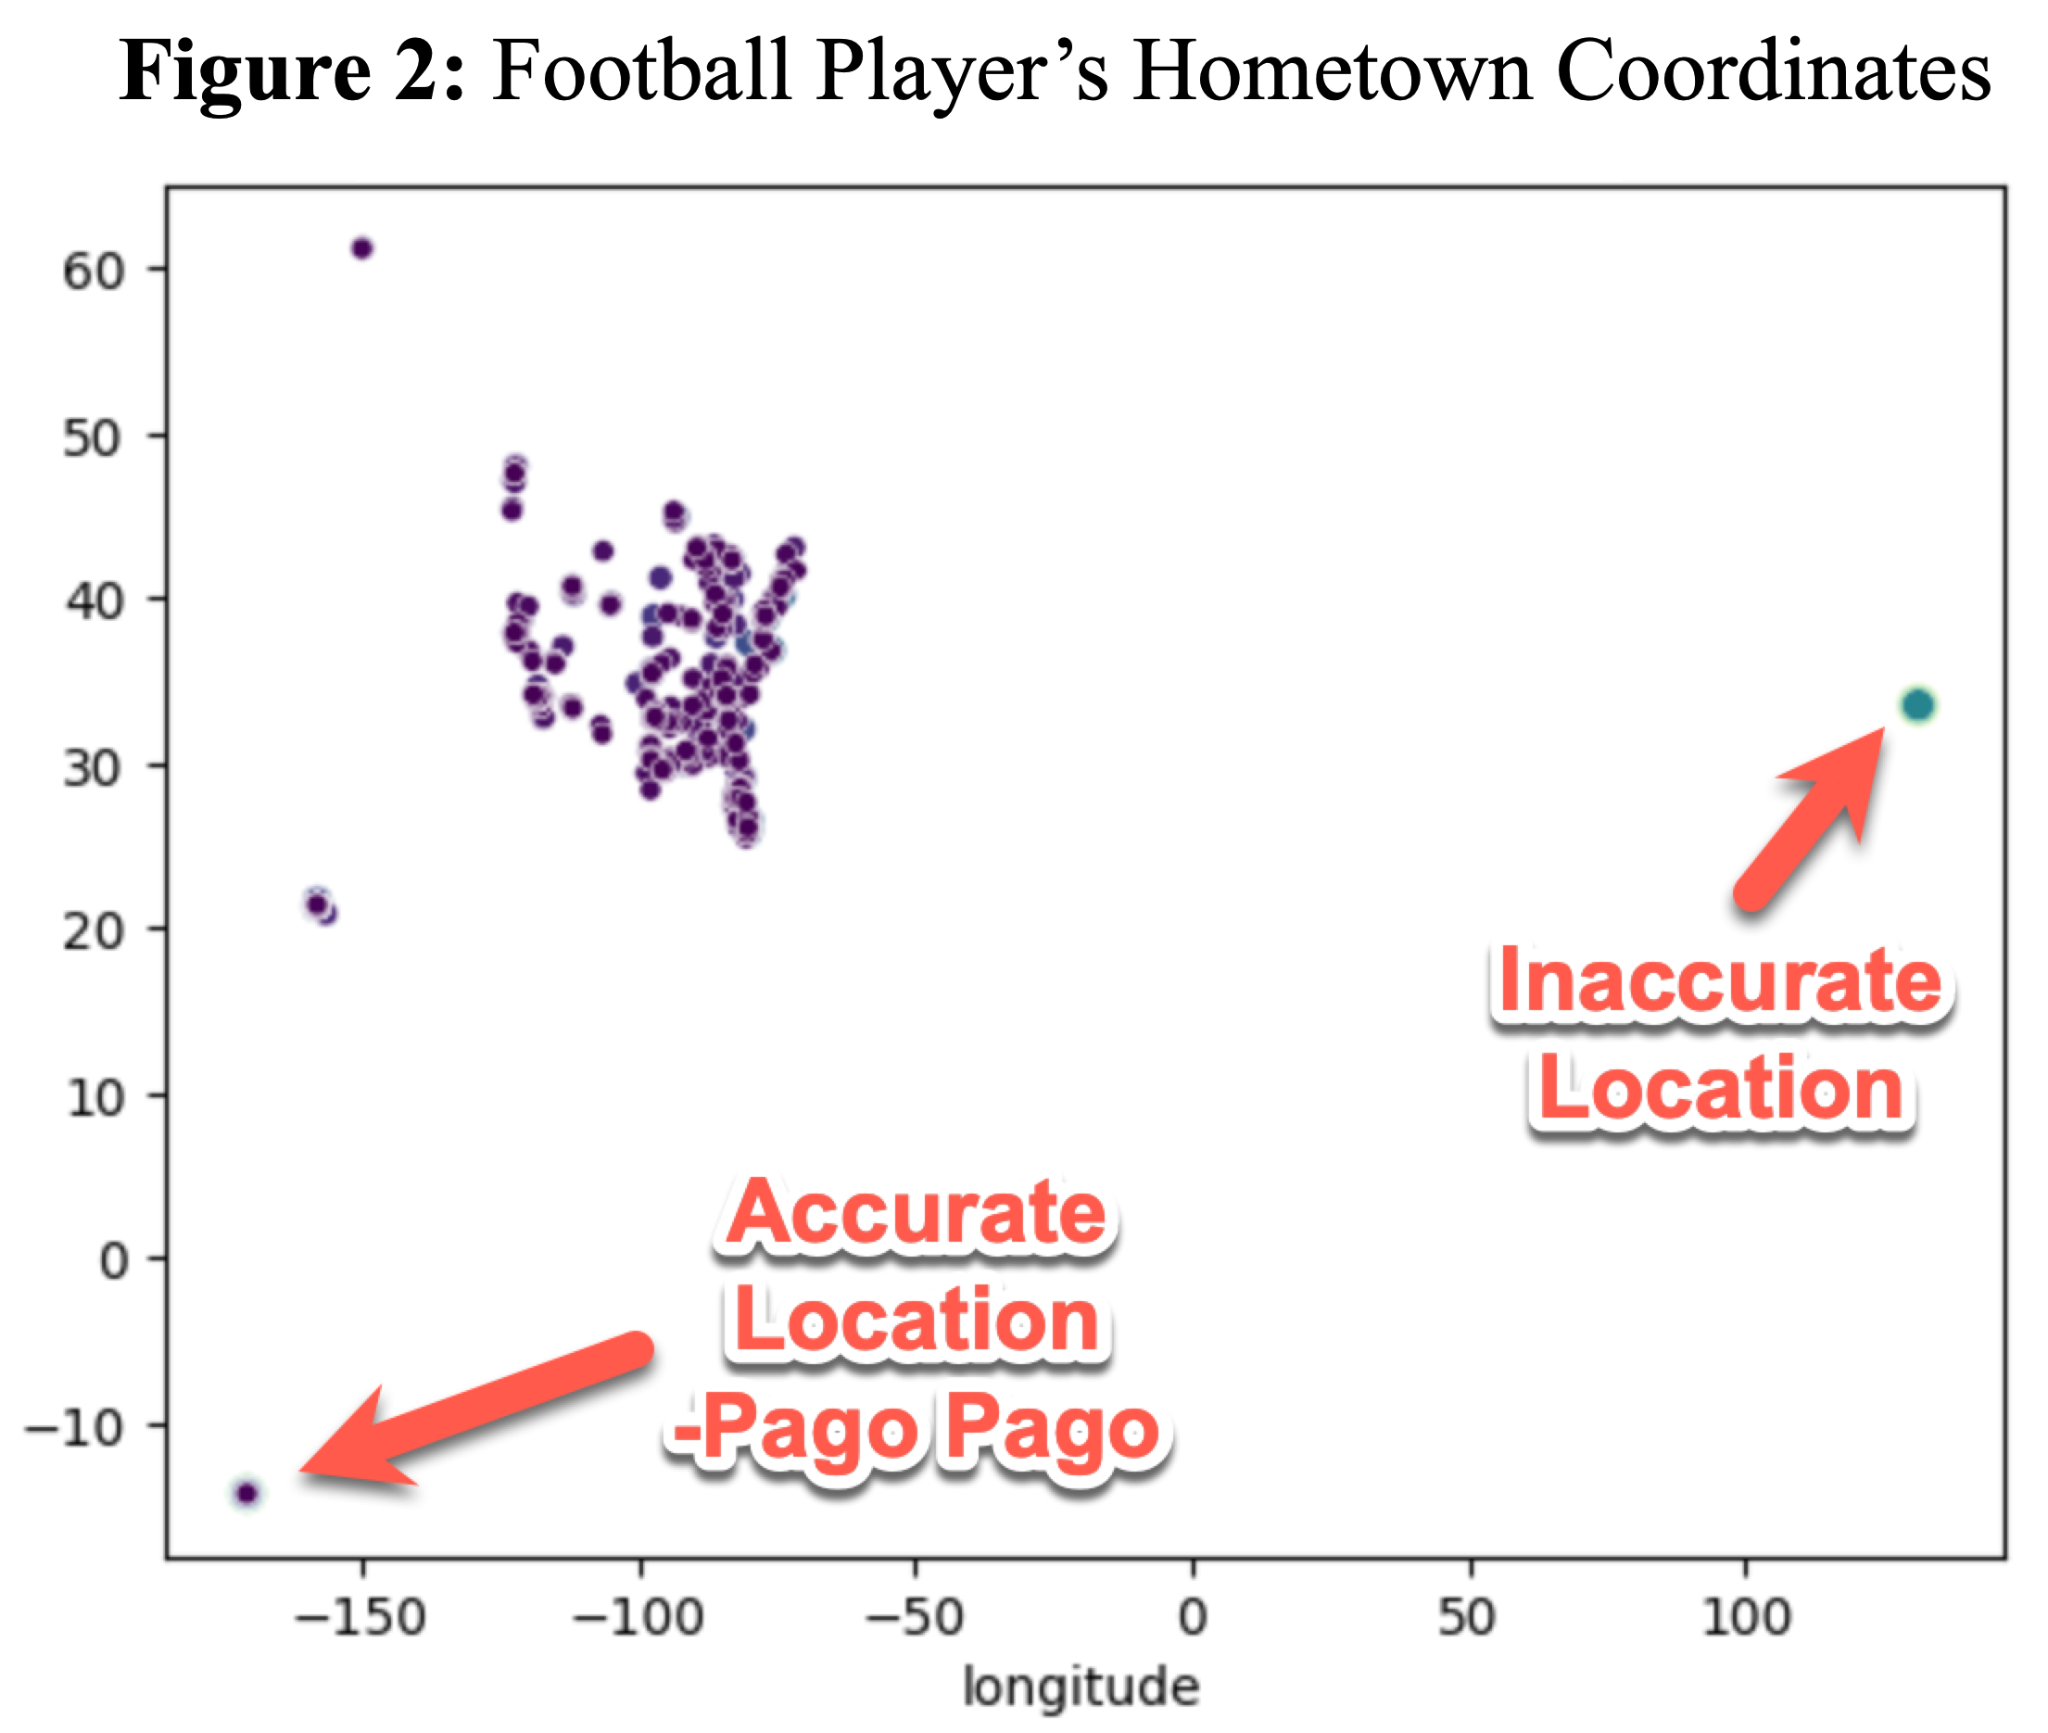 Figure 2: Football Player’s Hometown Coordinates
60
50
40
30
20
10
0
−10
Inaccurate
Location
Accurate
Location
-Pago Pago
−150
−100
−50
0
50
100
longitude